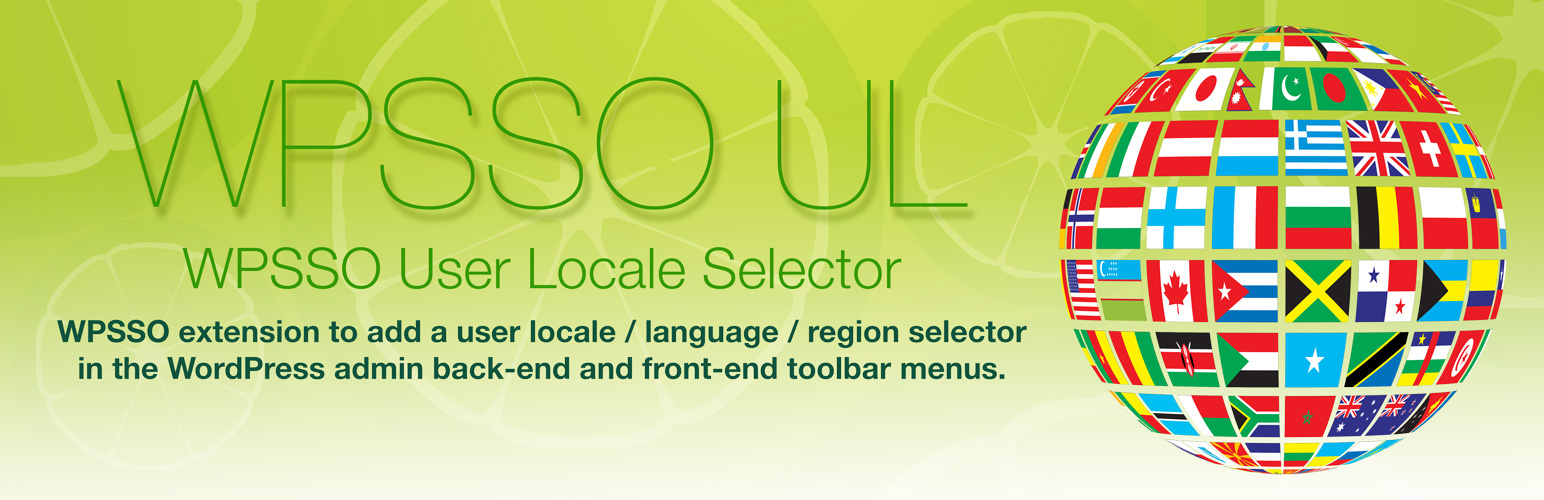 WPSSO UL
WPSSO User Locale Selector
WPSSO extension to add a user locale / language / region selector
in the WordPress admin back-end and front-end toolbar menus.